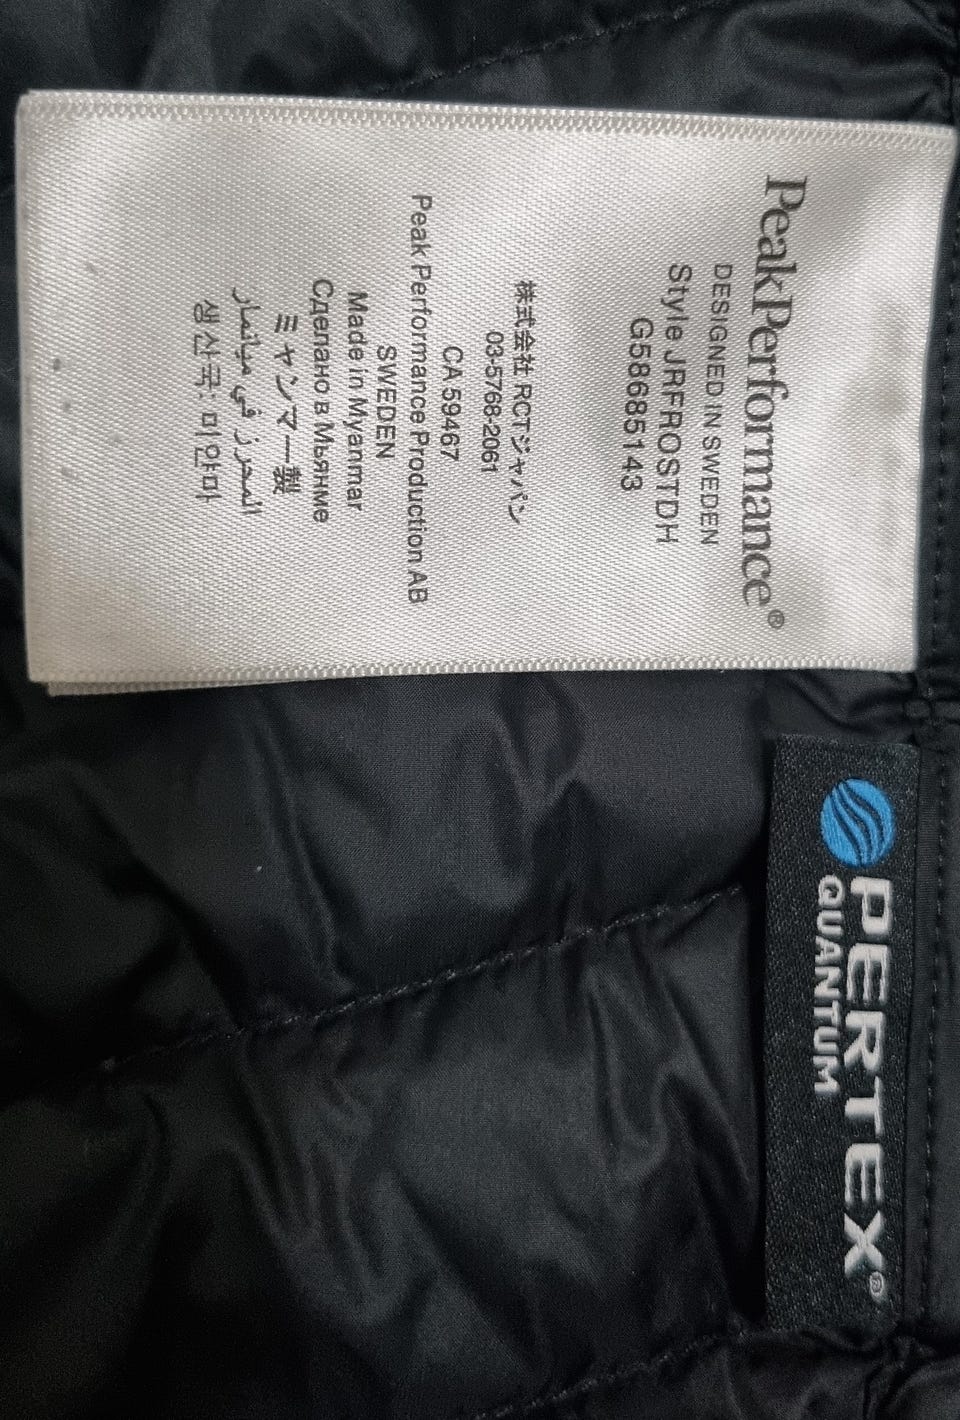 PeakPerformance®
DESIGNED IN SWEDEN
Style JRFROSTDH
G58685143
株式会社 RCTジャパン
03-5768-2061
CA 59467
Peak Performance Production AB
SWEDEN
Made in Myanmar
Сделано в Мьянме
ミャンマー製
المحرز في ميانمار
생산국: 미얀마
PERTEX®
QUANTUM